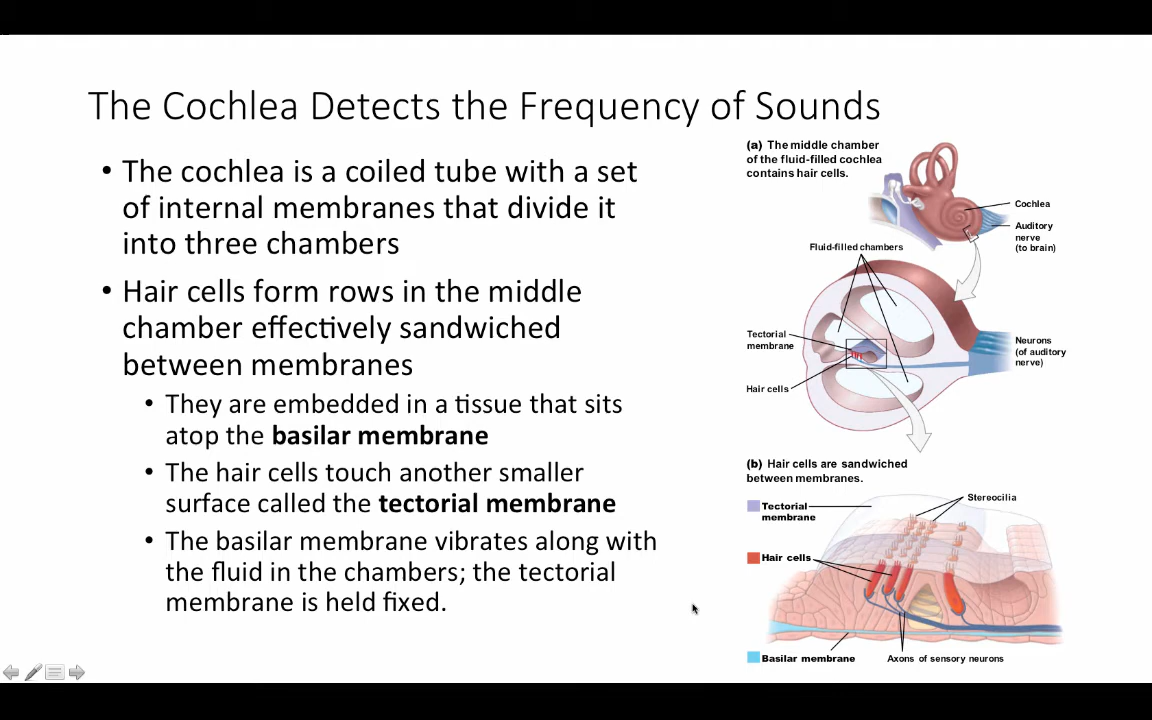 The Cochlea Detects the Frequency of Sounds
• The cochlea is a coiled tube with a set
of internal membranes that divide it
into three chambers
• Hair cells form rows in the middle
chamber effectively sandwiched
between membranes
• They are embedded in a tissue that sits
atop the basilar membrane
• The hair cells touch another smaller
surface called the tectorial membrane
• The basilar membrane vibrates along with
the fluid in the chambers; the tectorial
membrane is held fixed.
(a) The middle chamber
of the fluid-filled cochlea
contains hair cells.
Cochlea
Auditory
nerve
(to brain)
Fluid-filled chambers
Tectorial
membrane
Neurons
(of auditory
nerve)
Hair cells
(b) Hair cells are sandwiched
between membranes.
Stereocilia
Tectorial
membrane
Hair cells
Basilar membrane
Axons of sensory neurons